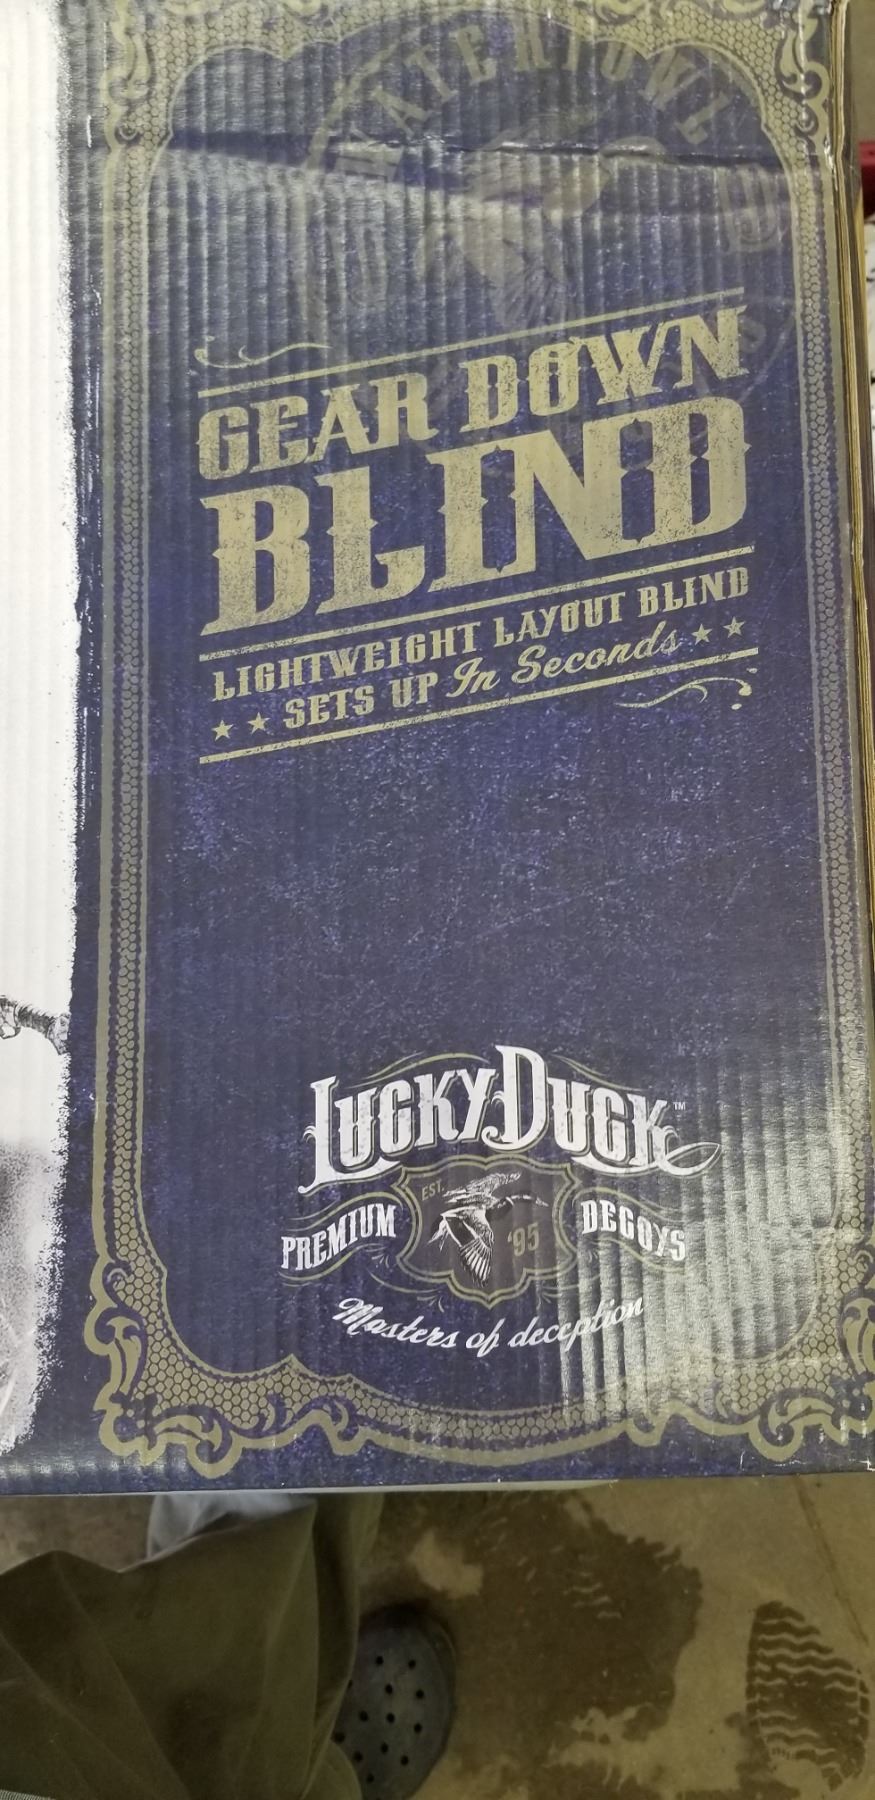 WATERFOWL
GEAR DOWN
BLIND
LIGHTWEIGHT LAYOUT BLIND
SETS UP In Seconds
LUCKY DUCK™
EST. '95
PREMIUM DECOYS
Masters of deception